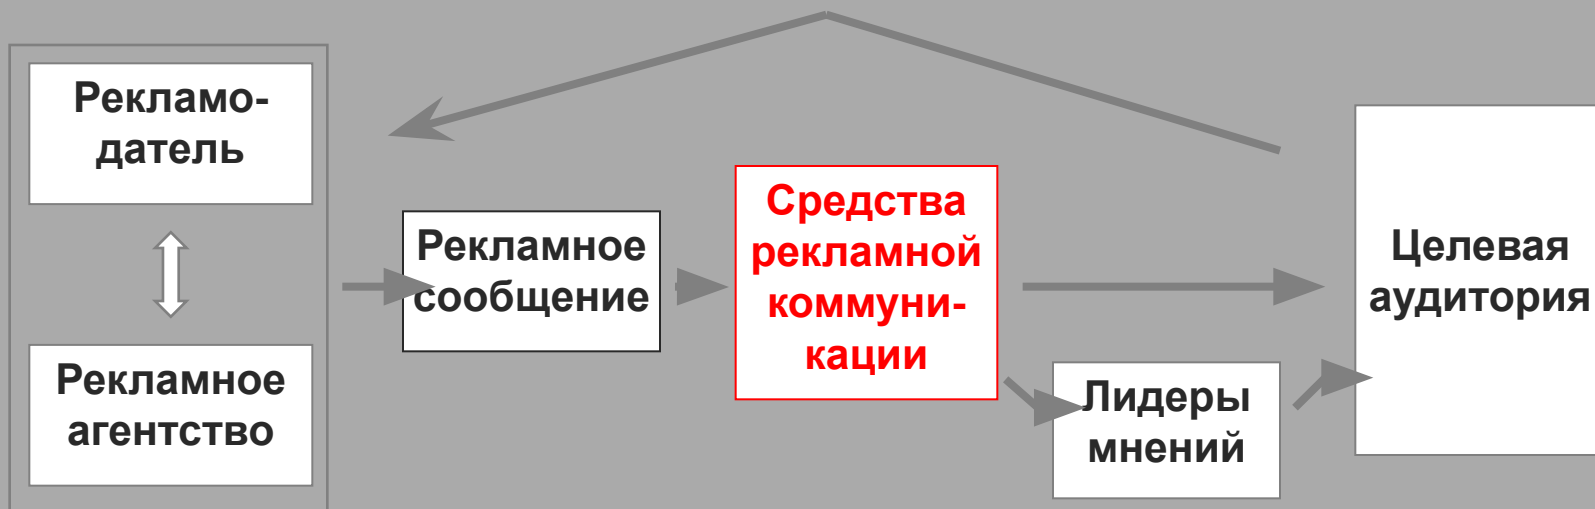 Рекламо-
датель
Рекламное
агентство
Рекламное
сообщение
Средства
рекламной
коммуни-
кации
Лидеры
мнений
Целевая
аудитория